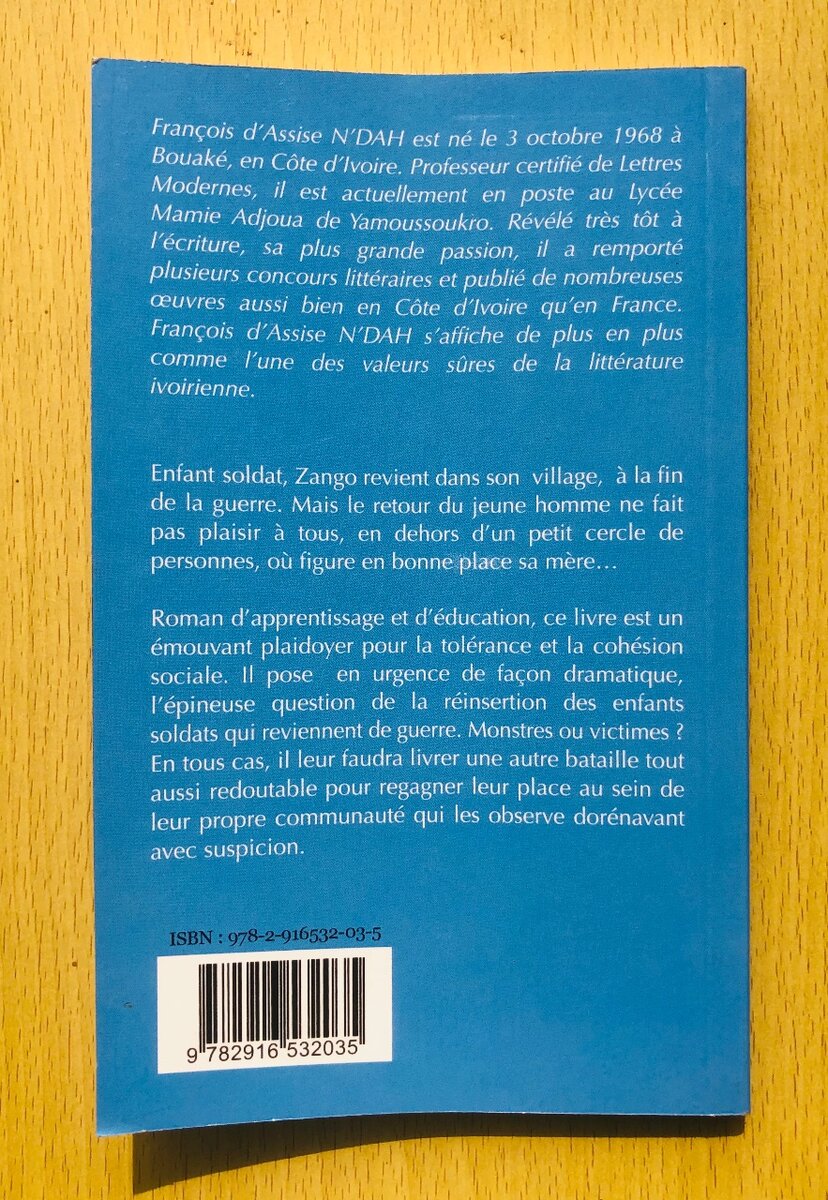 François d'Assise N'DAH est né le 3 octobre 1968 à
Bouaké, en Côte d'Ivoire. Professeur certifié de Lettres
Modernes, il est actuellement en poste au Lycée
Mamie Adjoua de Yamoussoukro. Révélé très tôt à
l'écriture, sa plus grande passion, il a remporté
plusieurs concours littéraires et publié de nombreuses
œuvres aussi bien en Côte d'Ivoire qu'en France.
François d'Assise N'DAH s'affiche de plus en plus
comme l'une des valeurs sûres de la littérature
ivoirienne.
Enfant soldat, Zango revient dans son village, à la fin
de la guerre. Mais le retour du jeune homme ne fait
pas plaisir à tous, en dehors d'un petit cercle de
personnes, où figure en bonne place sa mère...
Roman d'apprentissage et d'éducation, ce livre est un
émouvant plaidoyer pour la tolérance et la cohésion
sociale. Il pose en urgence de façon dramatique,
l'épineuse question de la réinsertion des enfants
soldats qui reviennent de guerre. Monstres ou victimes ?
En tous cas, il leur faudra livrer une autre bataille tout
aussi redoutable pour regagner leur place au sein de
leur propre communauté qui les observe dorénavant
avec suspicion.
ISBN : 978-2-916532-03-5
9 782916 532035